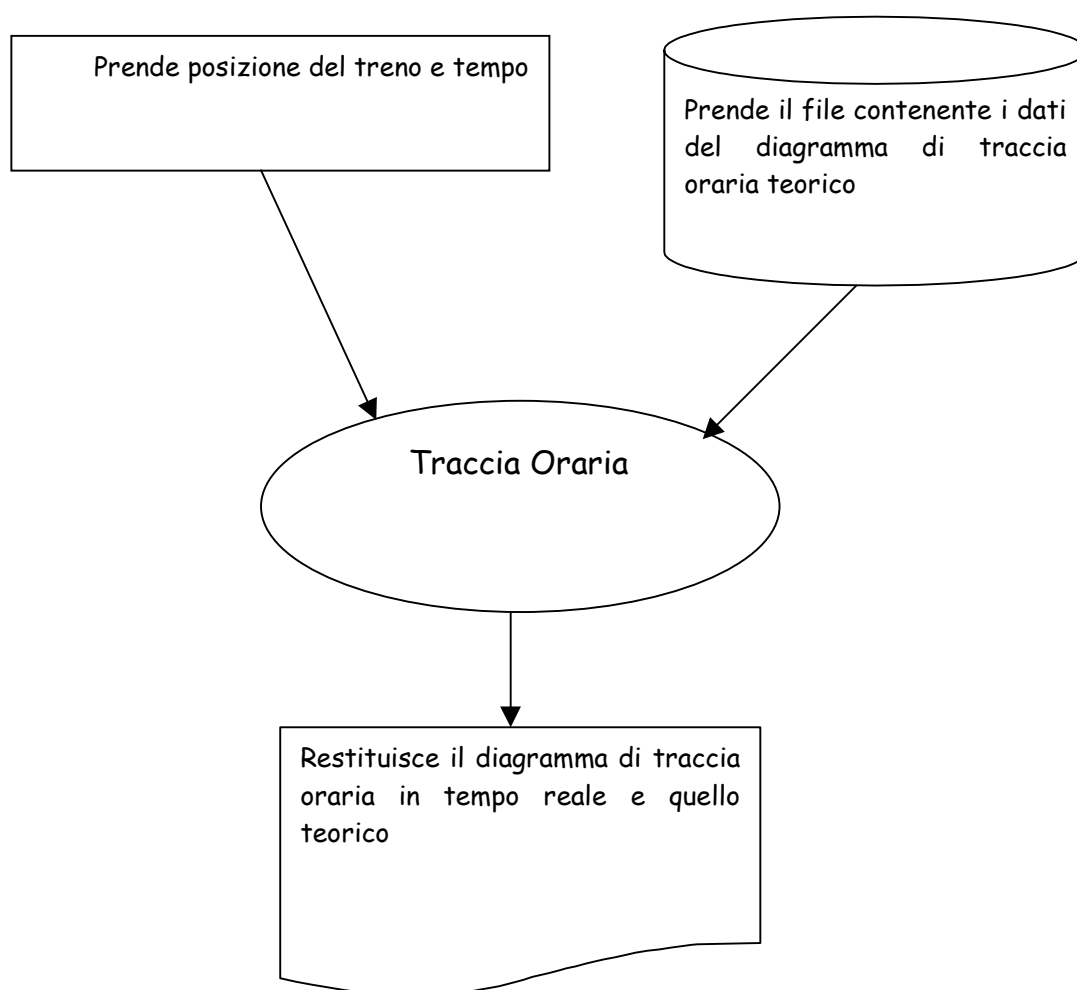 Prende posizione del treno e tempo
Prende il file contenente i dati
del diagramma di traccia
oraria teorico
Traccia Oraria
Restituisce il diagramma di traccia
oraria in tempo reale e quello
teorico